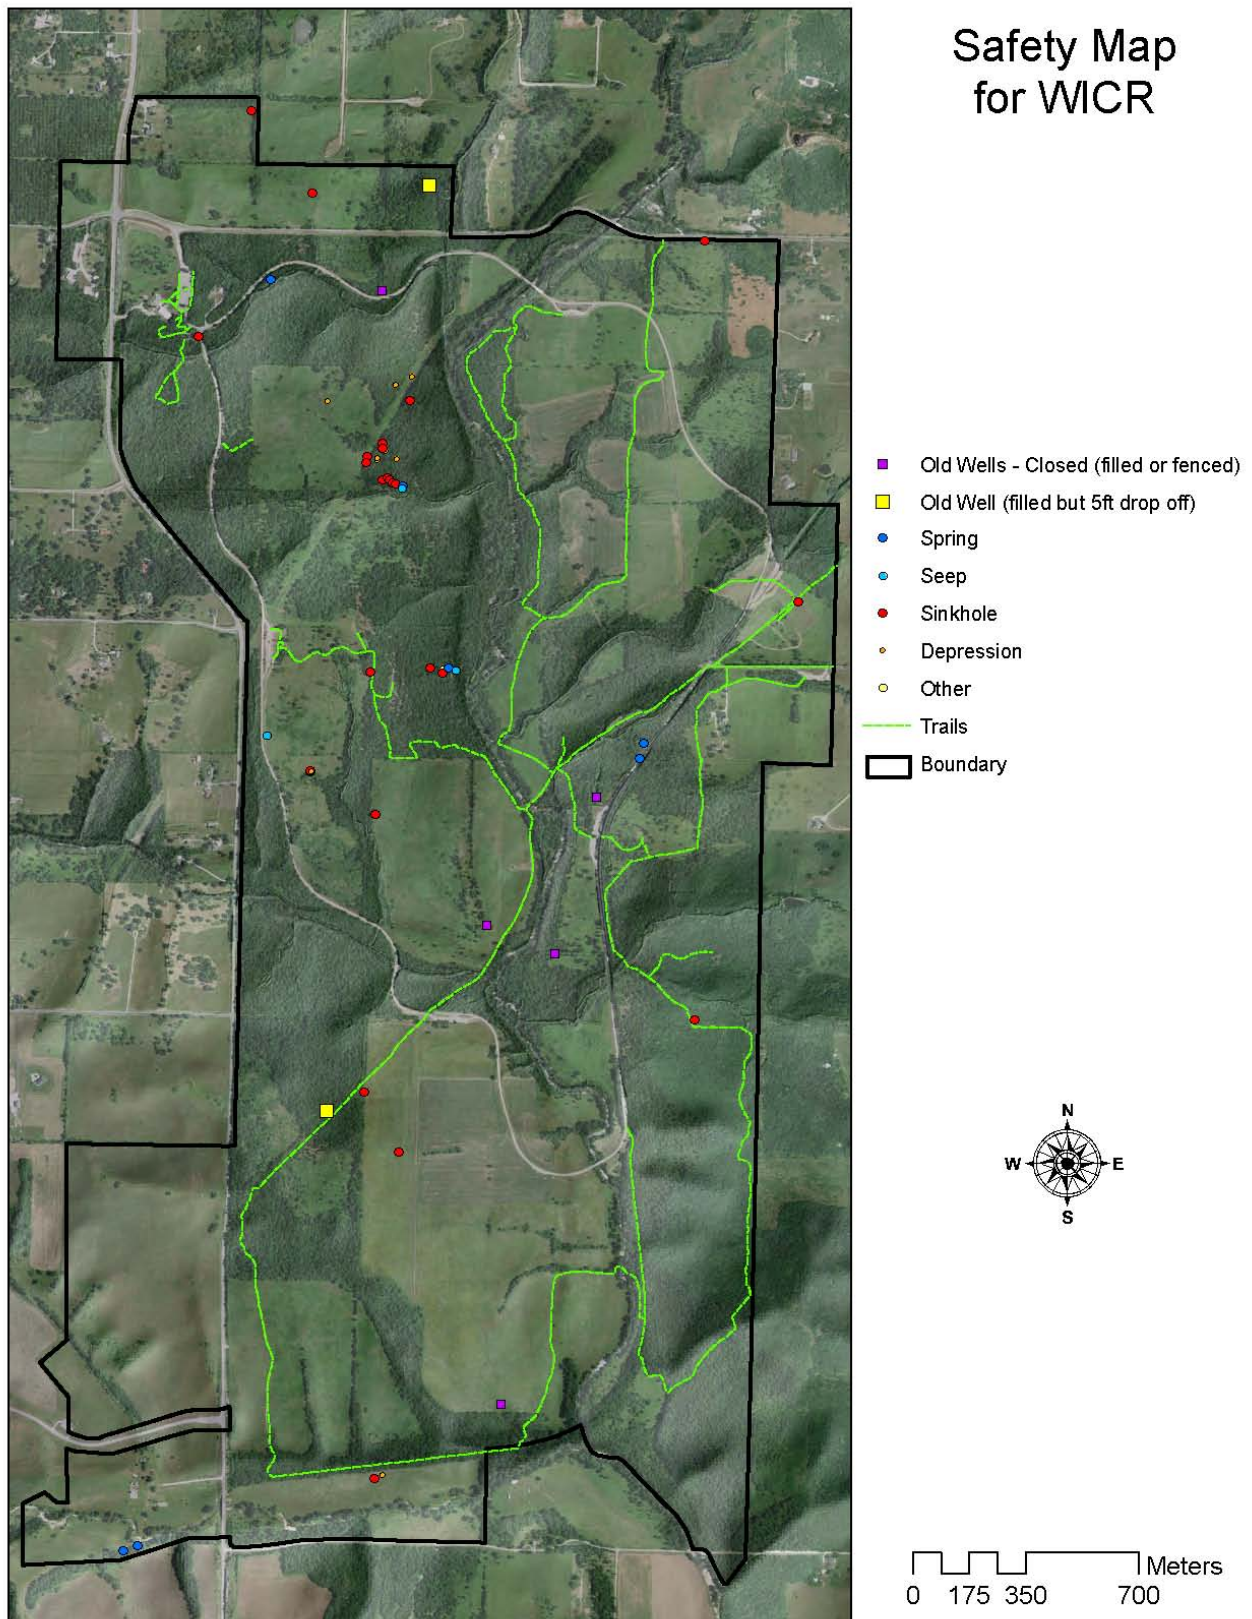 Safety Map
for WICR
Old Wells - Closed (filled or fenced)
Old Well (filled but 5ft drop off)
Spring
Seep
Sinkhole
Depression
Other
Trails
Boundary
N
W E
S
Meters
0 175 350 700